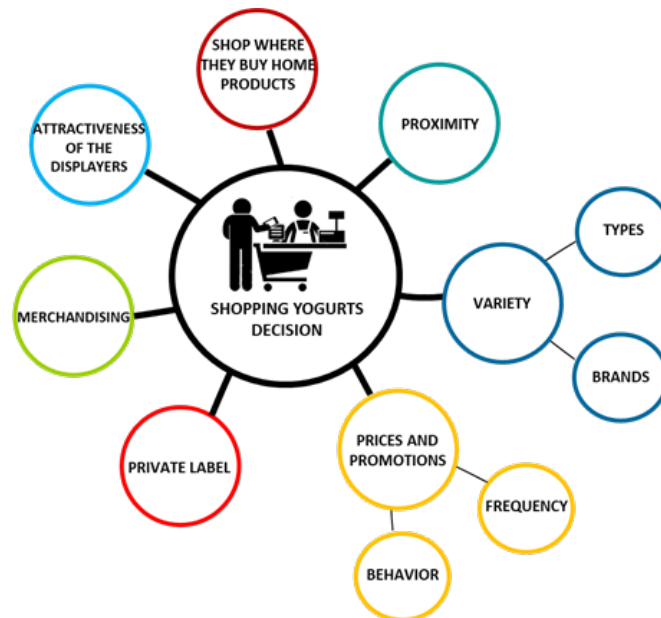 SHOP WHERE
THEY BUY HOME
PRODUCTS
ATTRACTIVENESS
OF THE
DISPLAYERS
PROXIMITY
TYPES
VARIETY
MERCHANDISING
SHOPPING YOGURTS
DECISION
BRANDS
PRICES AND
PROMOTIONS
PRIVATE LABEL
FREQUENCY
BEHAVIOR